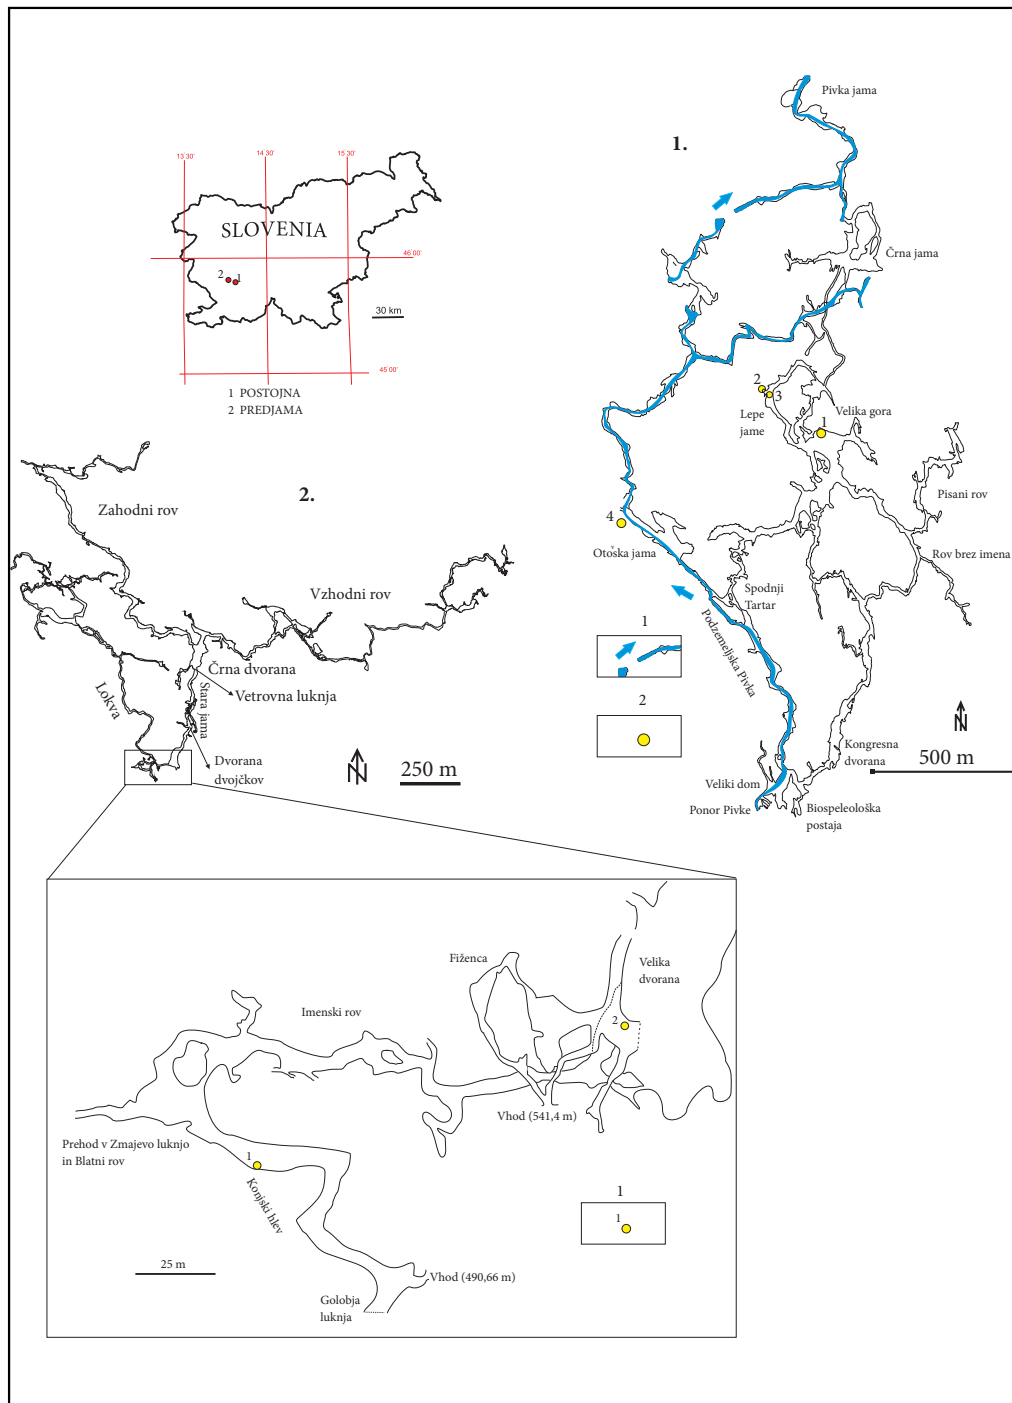 1.
Pivka jama
Črna jama
2
3
Lepe
jame
Velika gora
1
Pisani rov
Rov brez imena
4
Otoška jama
Spodnji
Tartar
Podzemeljska Pivka
1
2
N
500 m
Kongresna
dvorana
Veliki dom
Ponor Pivke
Biospeleološka
postaja
13°30'
14°30'
15°30'
SLOVENIA
46°00'
2
1
30 km
45°00'
1 POSTOJNA
2 PREDJAMA
2.
Zahodni rov
Vzhodni rov
Črna dvorana
Vetrovna luknja
Lokva
Stara jama
Dvorana
dvojčkov
N
250 m
Fiženca
Velika
dvorana
2
Imenski rov
Vhod (541,4 m)
Prehod v Zmajevo luknjo
in Blatni rov
1
Konjski hlev
1
1
25 m
Vhod (490,66 m)
Golobja
luknja